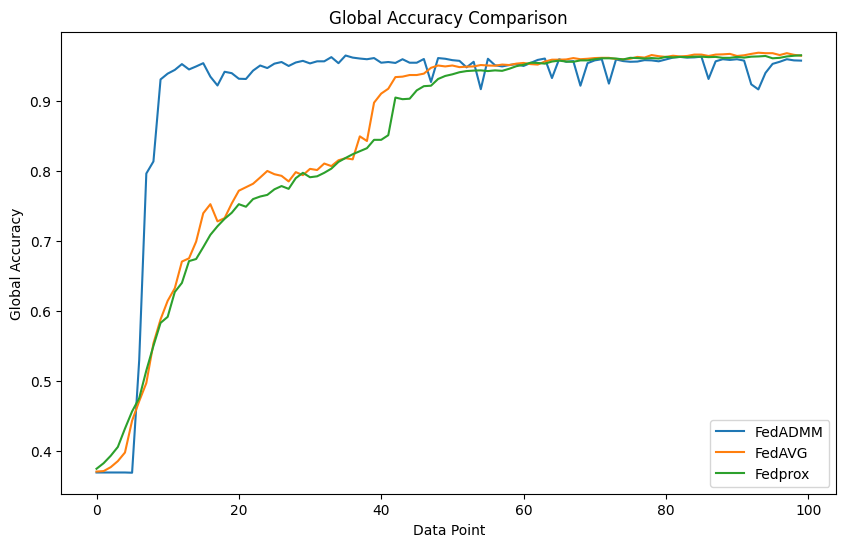 Global Accuracy Comparison
Global Accuracy
0.9
0.8
0.7
0.6
0.5
0.4
0
20
40
60
80
100
Data Point
FedADMM
FedAVG
Fedprox